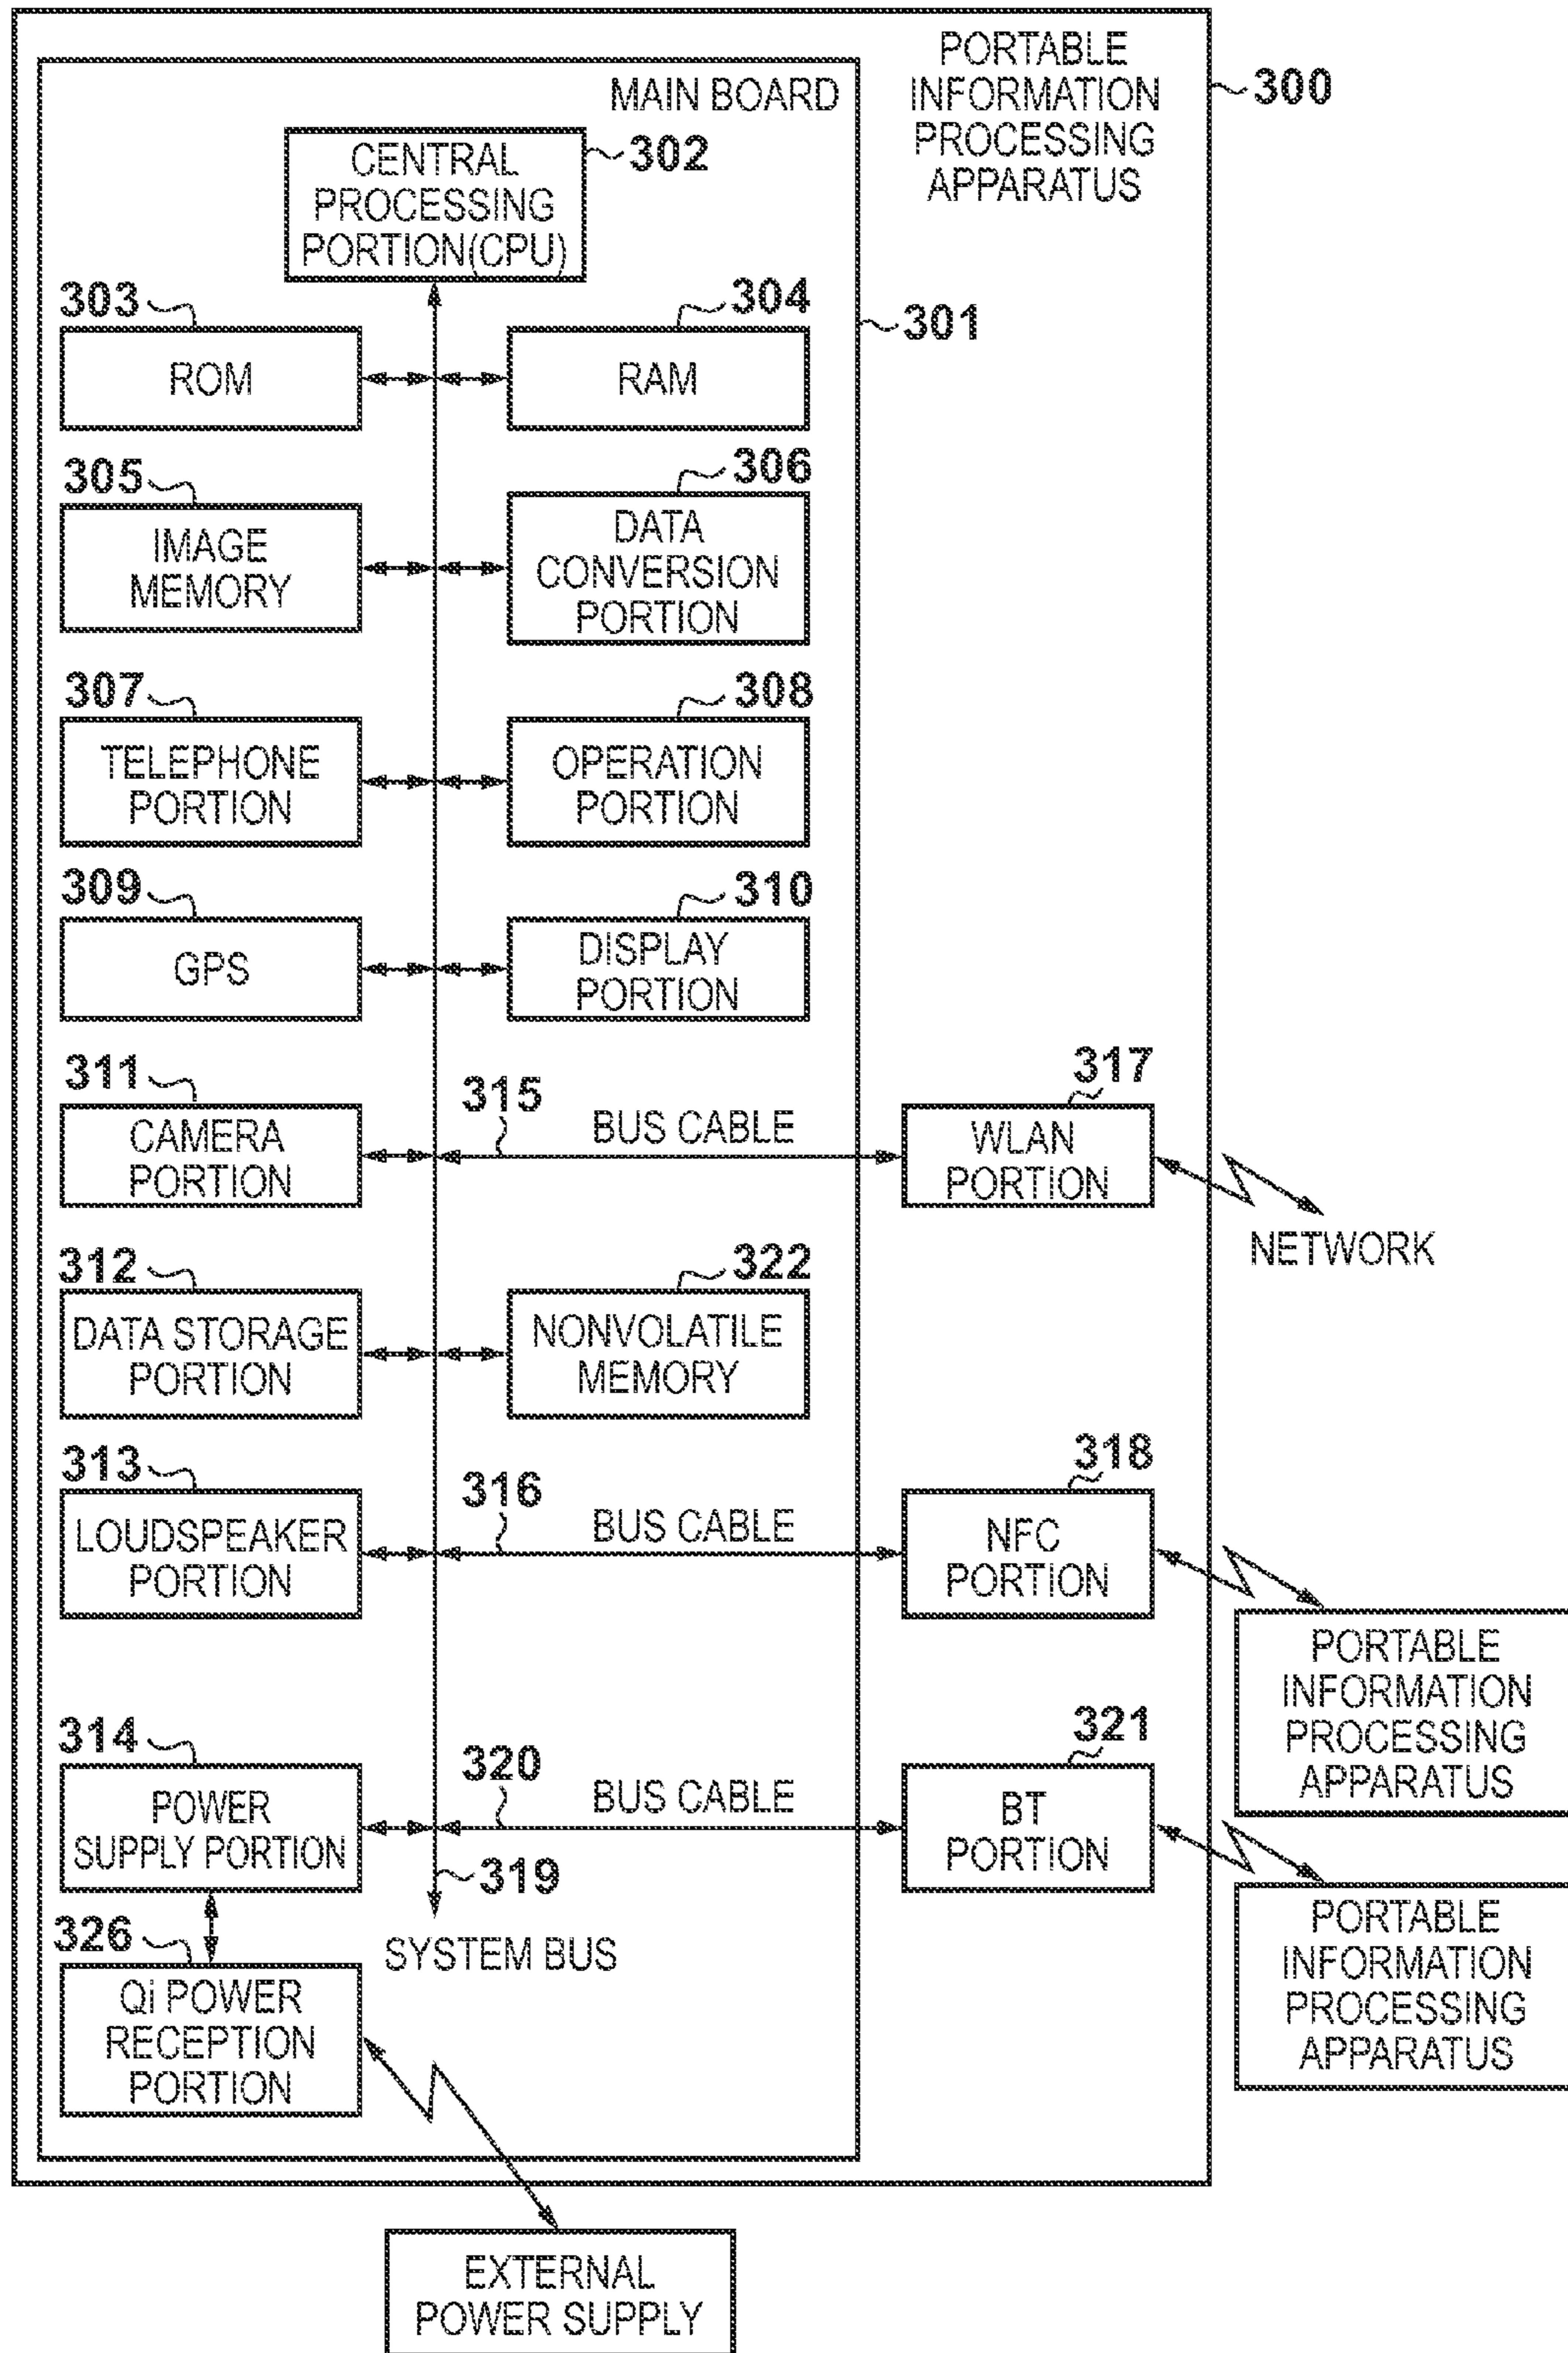 PORTABLE
INFORMATION
PROCESSING
APPARATUS
300
MAIN BOARD
301
CENTRAL
PROCESSING
PORTION(CPU)
302
303
ROM
304
RAM
305
IMAGE
MEMORY
306
DATA
CONVERSION
PORTION
307
TELEPHONE
PORTION
308
OPERATION
PORTION
309
GPS
310
DISPLAY
PORTION
311
CAMERA
PORTION
315
BUS CABLE
317
WLAN
PORTION
NETWORK
312
DATA STORAGE
PORTION
322
NONVOLATILE
MEMORY
313
LOUDSPEAKER
PORTION
316
BUS CABLE
318
NFC
PORTION
PORTABLE
INFORMATION
PROCESSING
APPARATUS
314
POWER
SUPPLY PORTION
320
BUS CABLE
321
BT
PORTION
PORTABLE
INFORMATION
PROCESSING
APPARATUS
319
SYSTEM BUS
326
Qi POWER
RECEPTION
PORTION
EXTERNAL
POWER SUPPLY